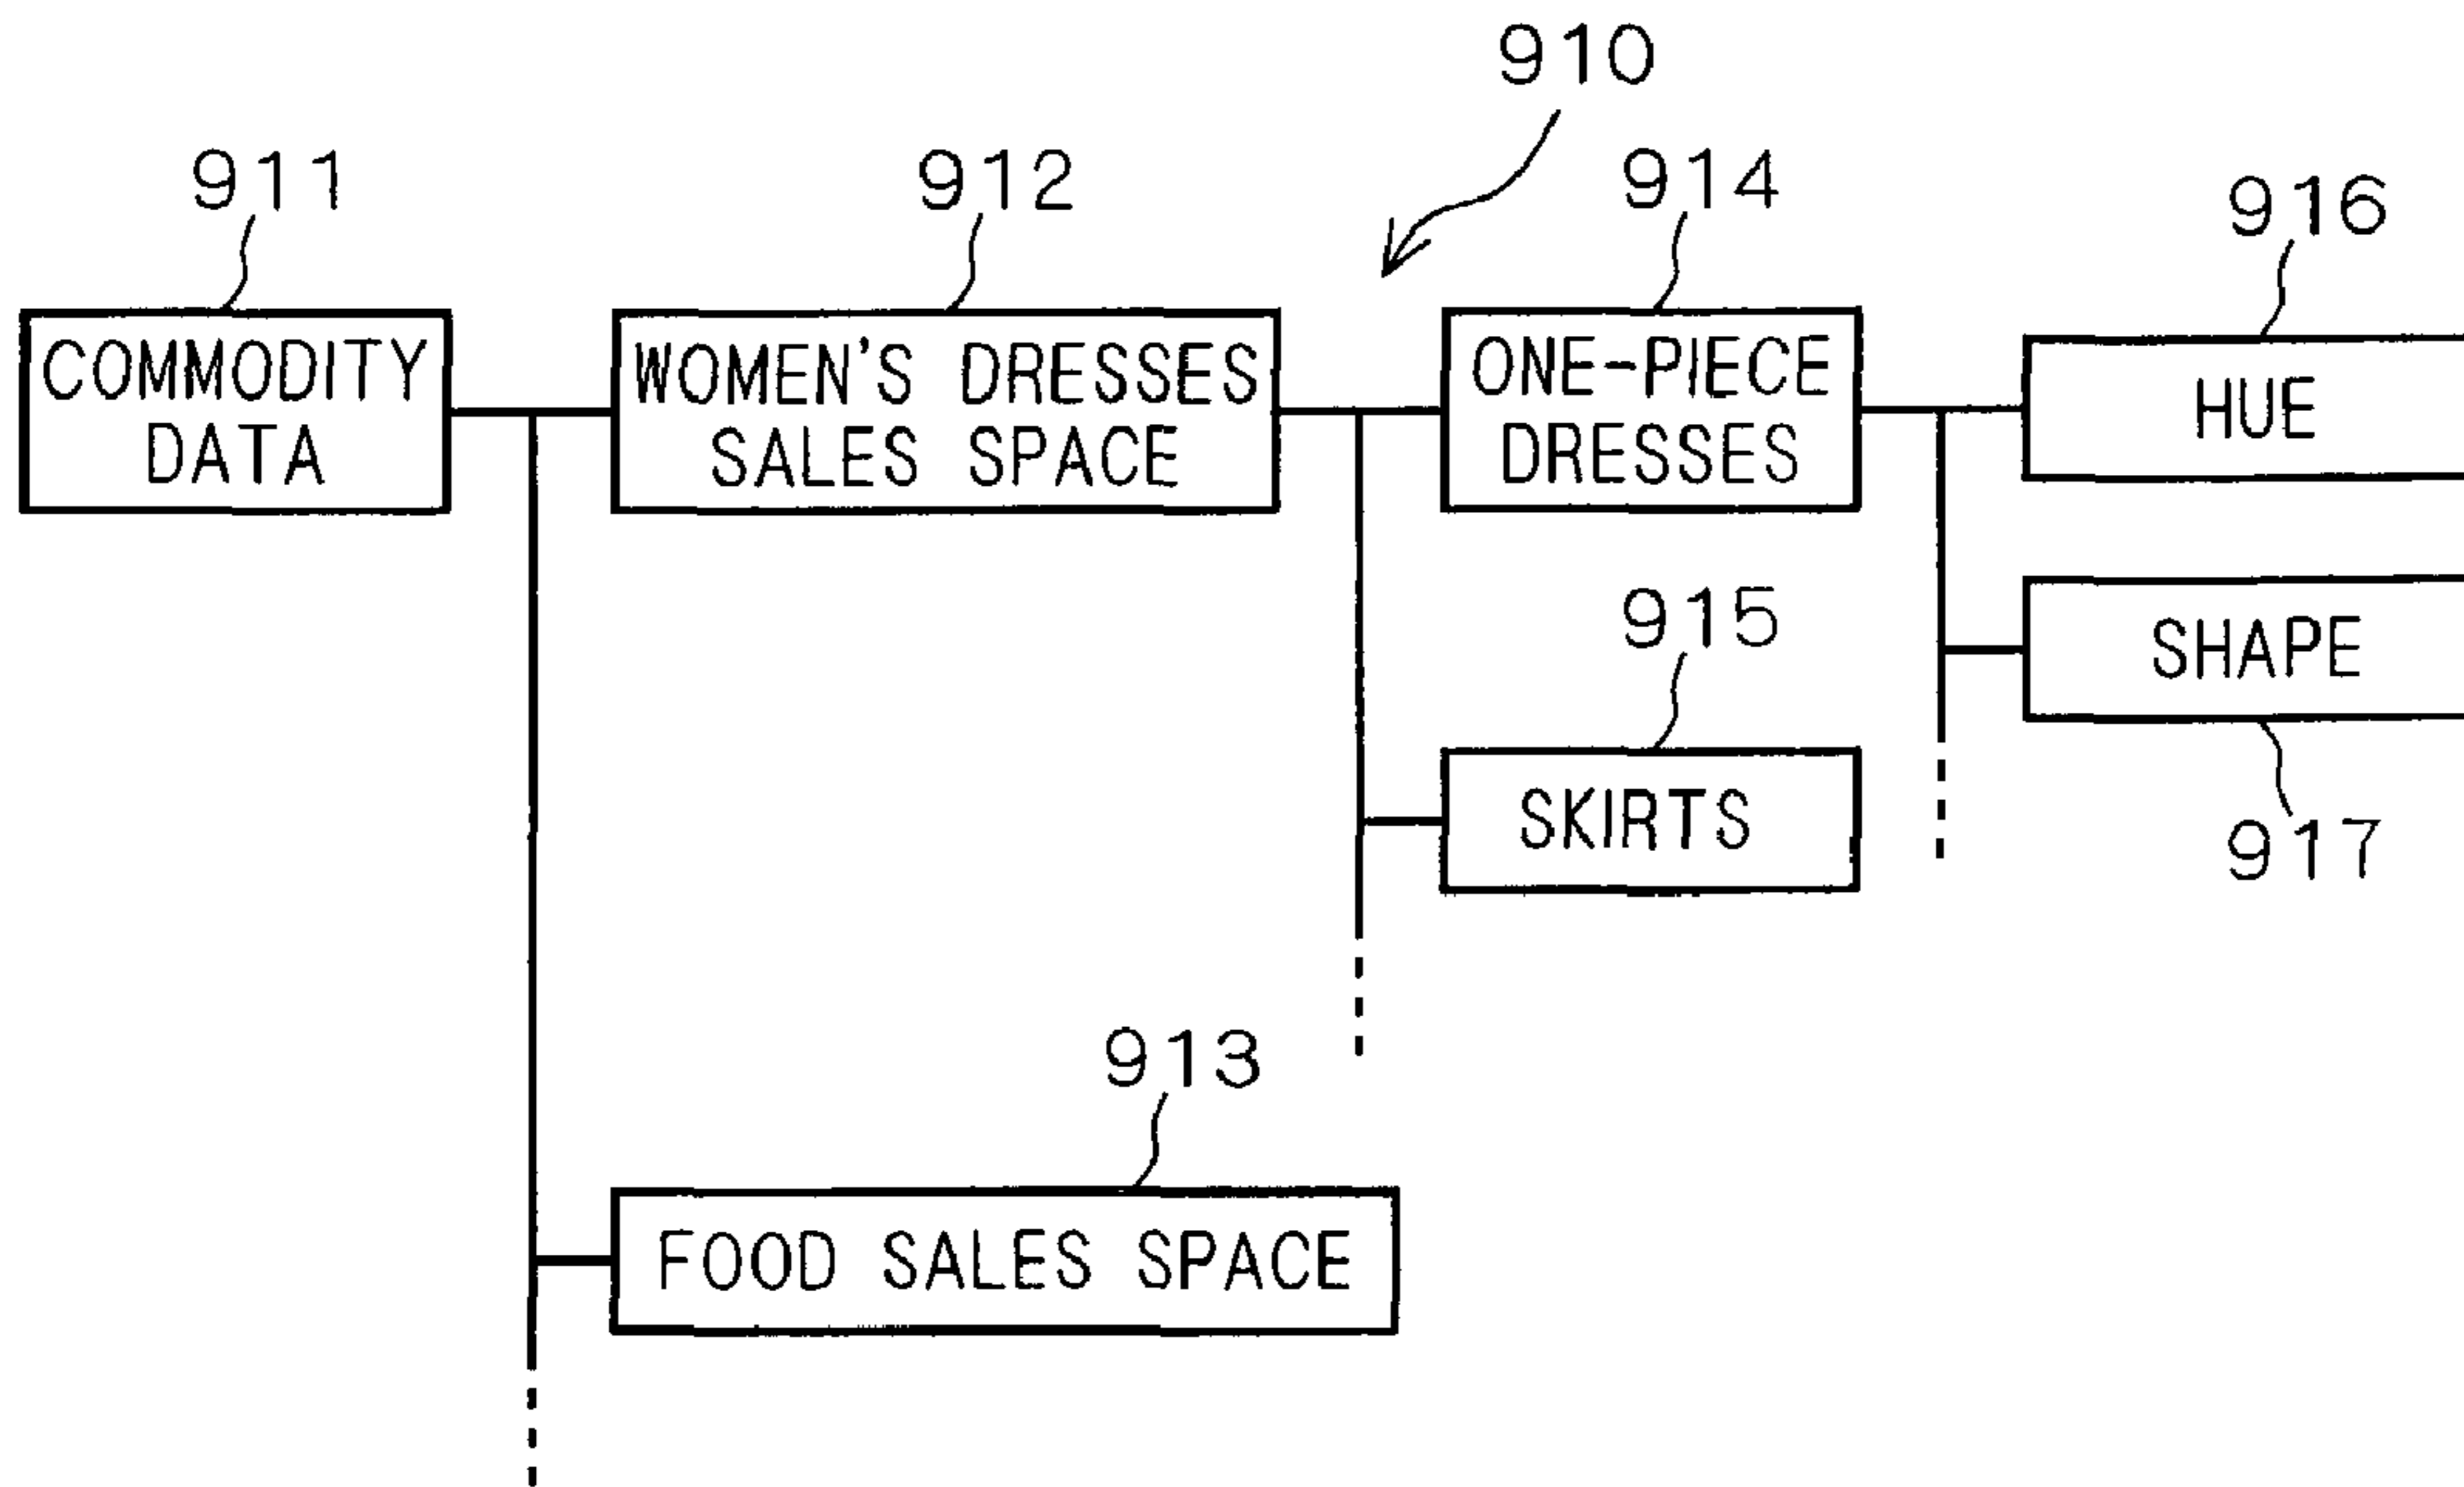 910
911
912
914
916
COMMODITY
DATA
WOMEN'S DRESSES
SALES SPACE
ONE-PIECE
DRESSES
HUE
915
SHAPE
SKIRTS
917
913
FOOD SALES SPACE